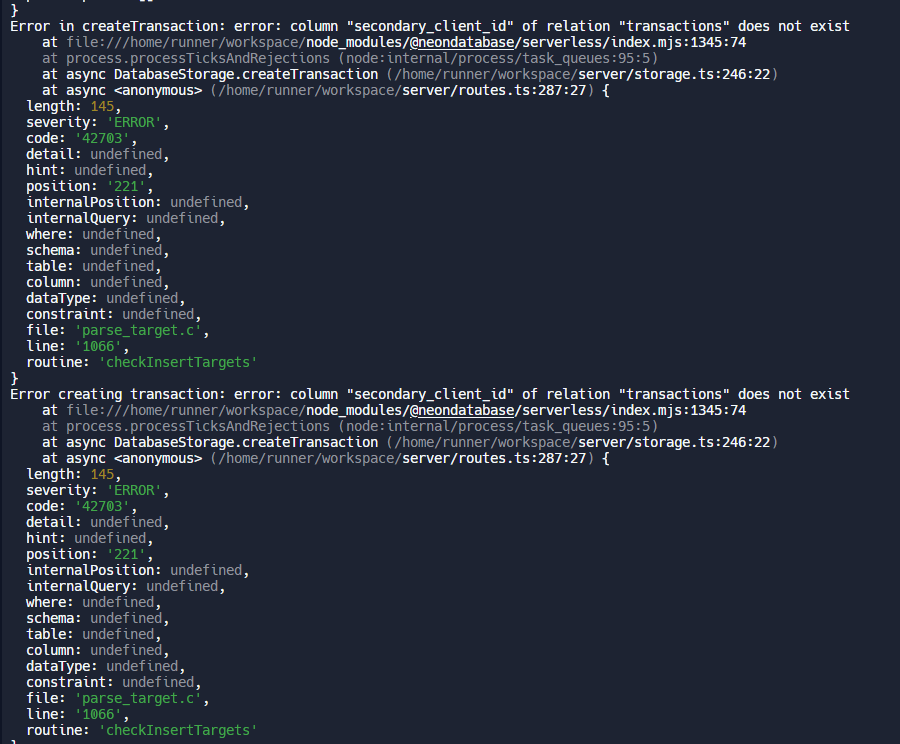 }
Error in createTransaction: error: column "secondary_client_id" of relation "transactions" does not exist
    at file:///home/runner/workspace/node_modules/@neondatabase/serverless/index.mjs:1345:74
    at process.processTicksAndRejections (node:internal/process/task_queues:95:5)
    at async DatabaseStorage.createTransaction (/home/runner/workspace/server/storage.ts:246:22)
    at async <anonymous> (/home/runner/workspace/server/routes.ts:287:27) {
  length: 145,
  severity: 'ERROR',
  code: '42703',
  detail: undefined,
  hint: undefined,
  position: '221',
  internalPosition: undefined,
  internalQuery: undefined,
  where: undefined,
  schema: undefined,
  table: undefined,
  column: undefined,
  dataType: undefined,
  constraint: undefined,
  file: 'parse_target.c',
  line: '1066',
  routine: 'checkInsertTargets'
}
Error creating transaction: error: column "secondary_client_id" of relation "transactions" does not exist
    at file:///home/runner/workspace/node_modules/@neondatabase/serverless/index.mjs:1345:74
    at process.processTicksAndRejections (node:internal/process/task_queues:95:5)
    at async DatabaseStorage.createTransaction (/home/runner/workspace/server/storage.ts:246:22)
    at async <anonymous> (/home/runner/workspace/server/routes.ts:287:27) {
  length: 145,
  severity: 'ERROR',
  code: '42703',
  detail: undefined,
  hint: undefined,
  position: '221',
  internalPosition: undefined,
  internalQuery: undefined,
  where: undefined,
  schema: undefined,
  table: undefined,
  column: undefined,
  dataType: undefined,
  constraint: undefined,
  file: 'parse_target.c',
  line: '1066',
  routine: 'checkInsertTargets'